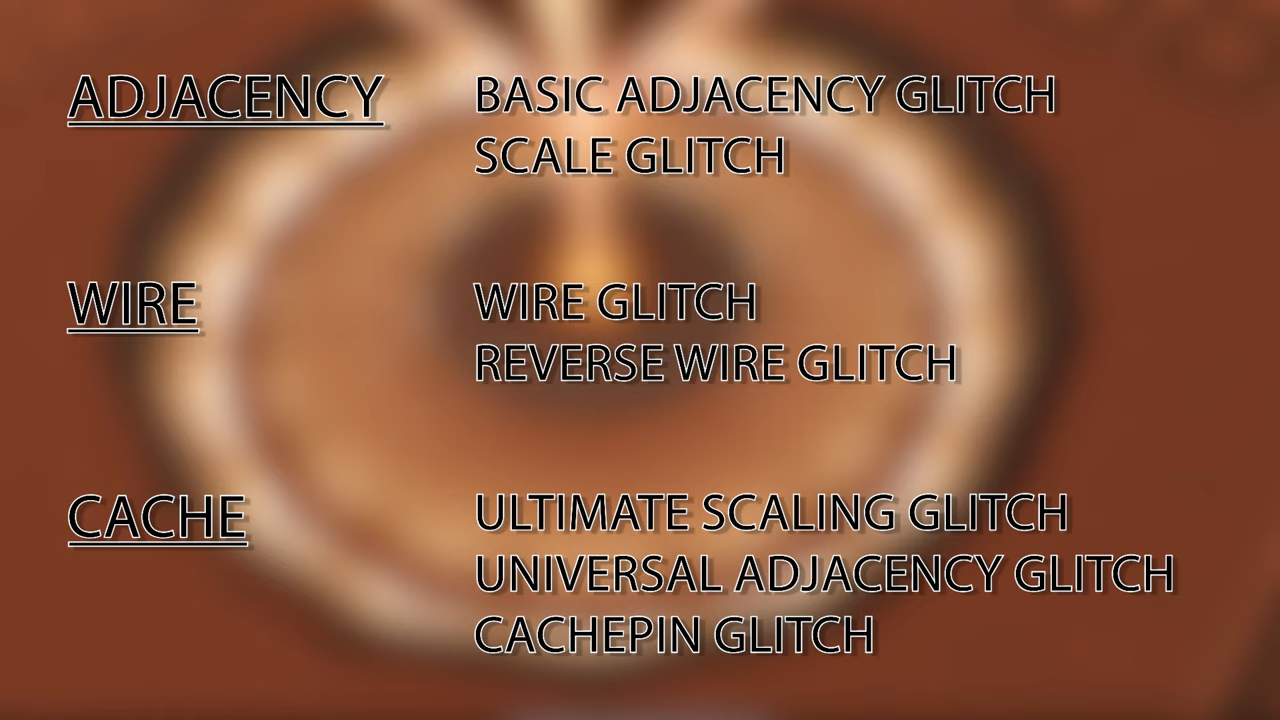 ADJACENCY
BASIC ADJACENCY GLITCH
SCALE GLITCH
WIRE
WIRE GLITCH
REVERSE WIRE GLITCH
CACHE
ULTIMATE SCALING GLITCH
UNIVERSAL ADJACENCY GLITCH
CACHEPIN GLITCH